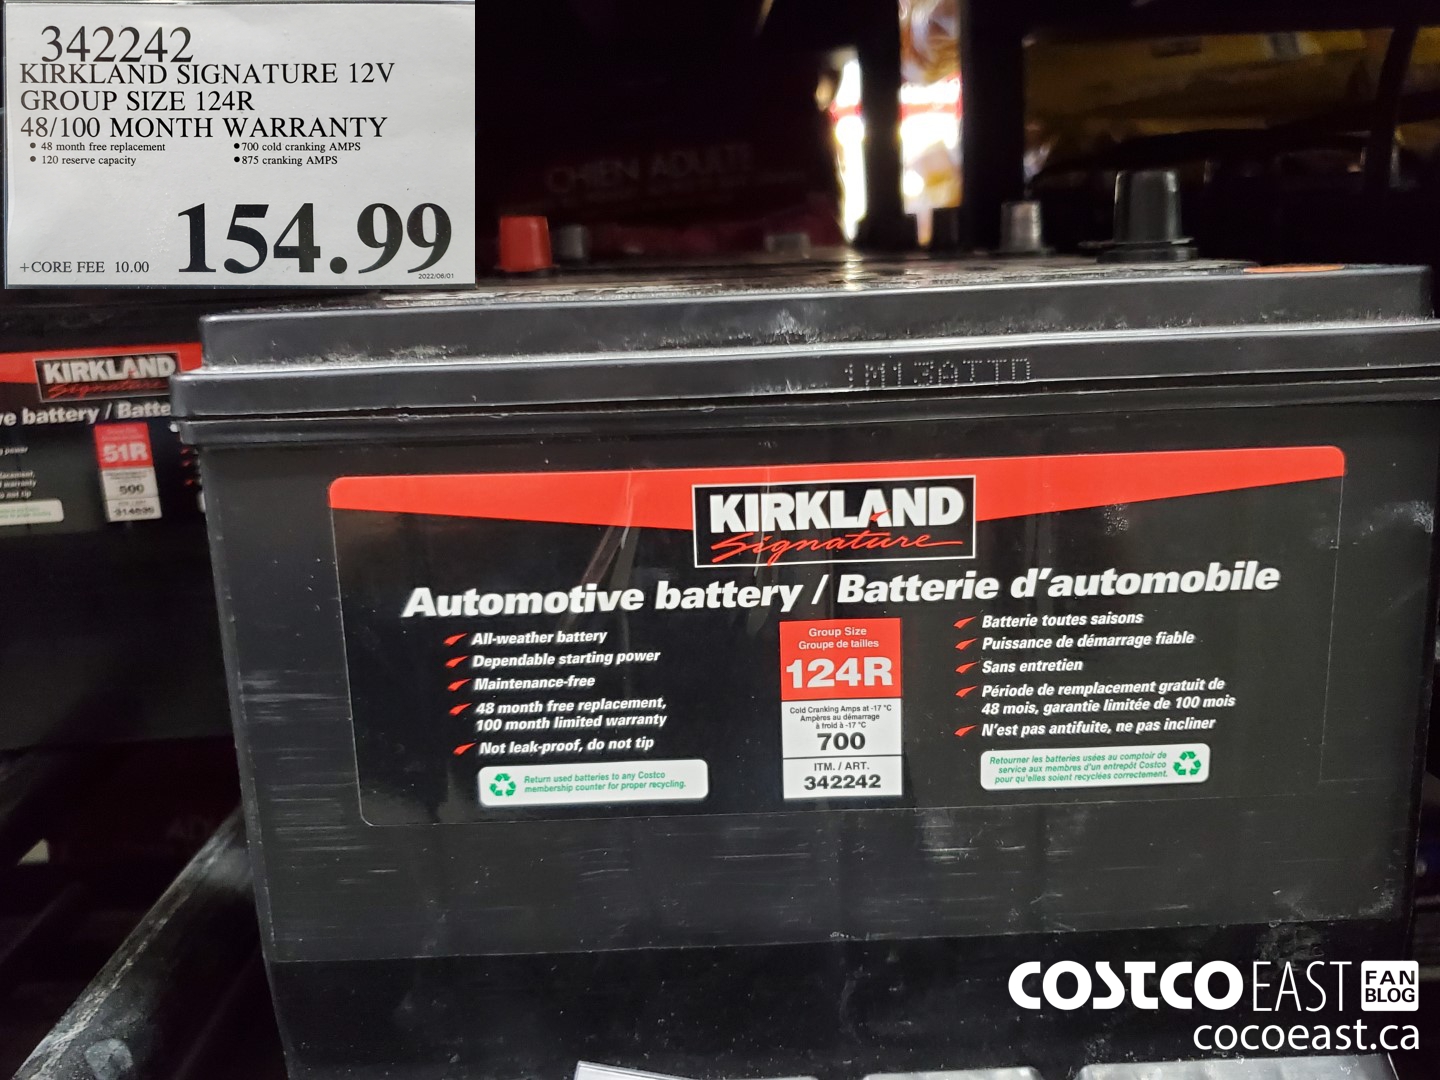 342242
KIRKLAND SIGNATURE 12V
GROUP SIZE 124R
48/100 MONTH WARRANTY
• 48 month free replacement
•700 cold cranking AMPS
• 120 reserve capacity
•875 cranking AMPS
154.99
+CORE FEE 10.00
2022/06/01
CHIEN ADULTE
KIRKLAND
Signature
battery / Batte
51R
500
1M13ATTD
KIRKLAND
Signature
Automotive battery / Batterie d'automobile
All-weather battery
Dependable starting power
Maintenance-free
48 month free replacement,
100 month limited warranty
Not leak-proof, do not tip
Return used batteries to any Costco
membership counter for proper recycling.
Group Size
Groupe de tailles
124R
Cold Cranking Amps at -17 °C
Ampères au démarrage
à froid à -17 °C
700
ITM. / ART.
342242
Batterie toutes saisons
Puissance de démarrage fiable
Sans entretien
Période de remplacement gratuit de
48 mois, garantie limitée de 100 mois
N'est pas antifuite, ne pas incliner
Retourner les batteries usées au comptoir de
service aux membres d'un entrepôt Costco
pour qu'elles soient recyclées correctement.
COSTCO EAST FAN
BLOG
cocoeast.ca